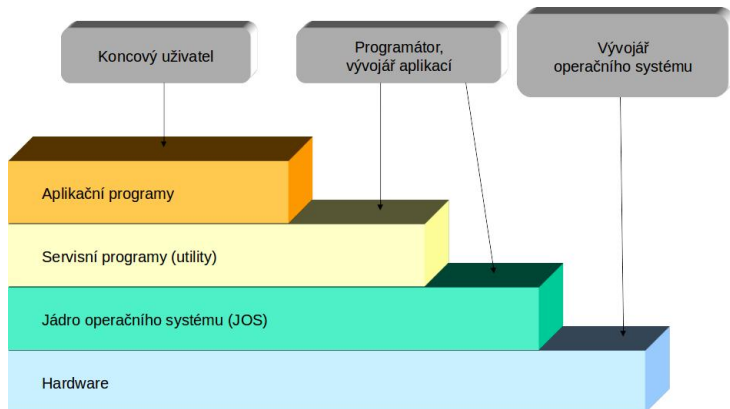 Koncový uživatel
Programátor,
vývojář aplikací
Vývojář
operačního systému
Aplikační programy
Servisní programy (utility)
Jádro operačního systému (JOS)
Hardware